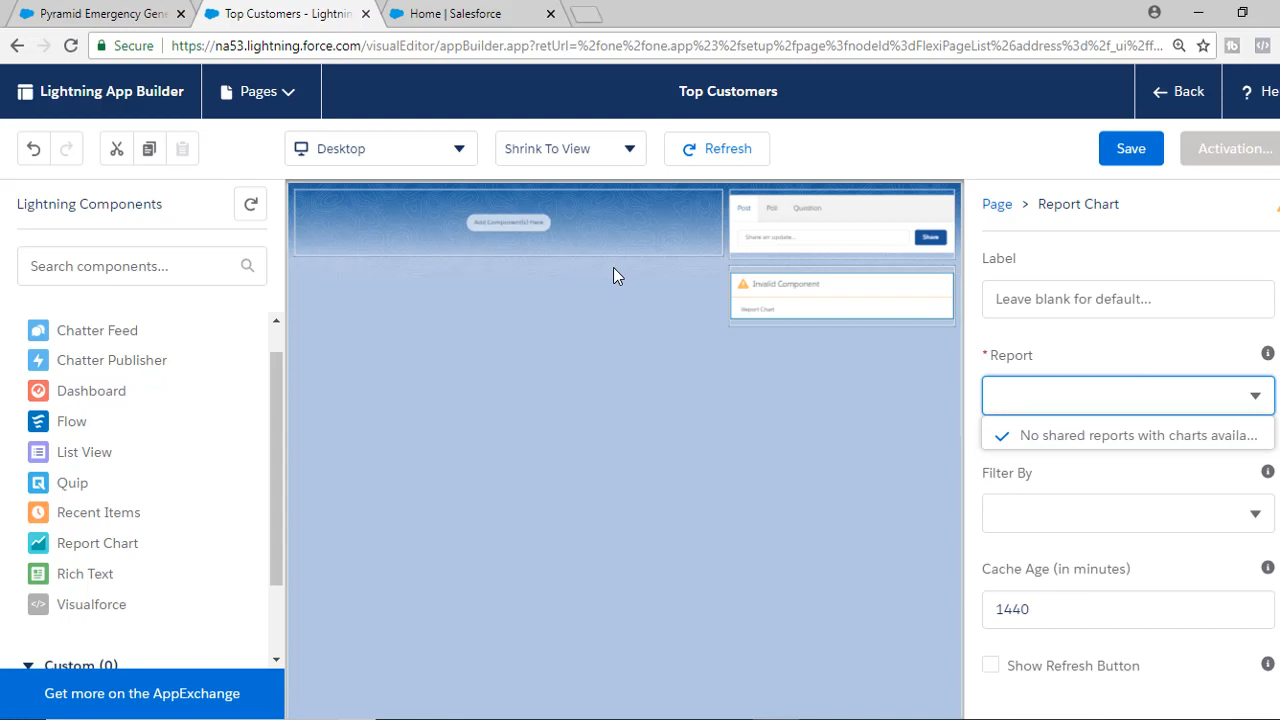 Pyramid Emergency Gene
Top Customers - Lightnin
Home | Salesforce
Secure
https://na53.lightning.force.com/visualEditor/appBuilder.app?retUrl=%2fone%2fone.app%23%2fsetup%2fpage%3fnodeId%3dFlexiPageList%26address%3d%2f_ui%2ff...
Lightning App Builder
Pages
Top Customers
Back
? He
Desktop
Shrink To View
Refresh
Save
Activation...
Lightning Components
Search components...
Chatter Feed
Chatter Publisher
Dashboard
Flow
List View
Quip
Recent Items
Report Chart
Rich Text
Visualforce
Custom (0)
Get more on the AppExchange
Add Component(s) Here
Post
Poll
Question
Share an update...
Share
Invalid Component
Report Chart
Page > Report Chart
Label
Leave blank for default...
* Report
No shared reports with charts availa...
Filter By
Cache Age (in minutes)
1440
Show Refresh Button